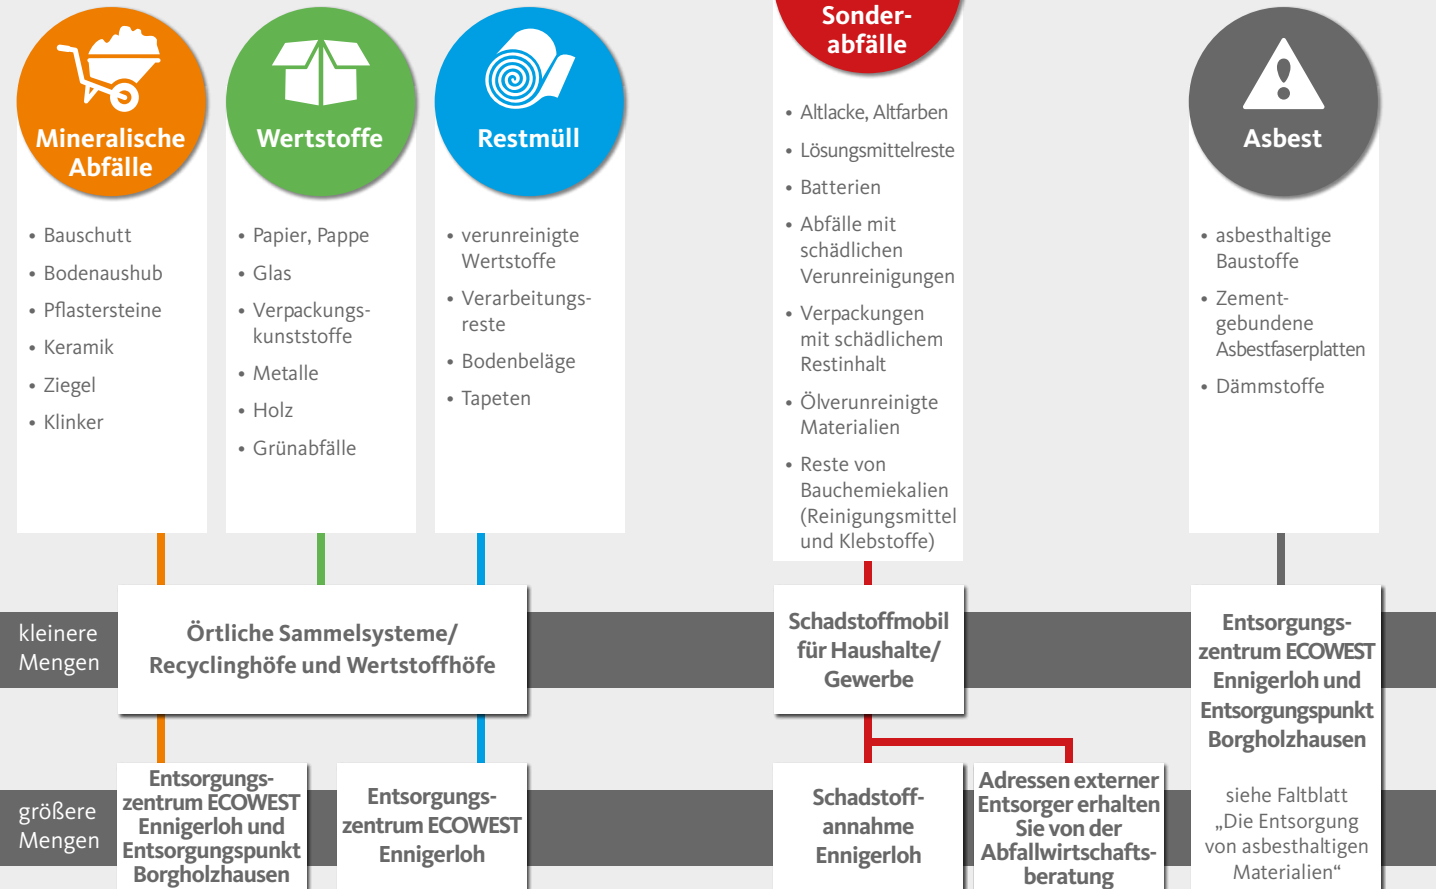 Mineralische
Abfälle
• Bauschutt
• Bodenaushub
• Pflastersteine
• Keramik
• Ziegel
• Klinker
Wertstoffe
• Papier, Pappe
• Glas
• Verpackungs-
kunststoffe
• Metalle
• Holz
• Grünabfälle
Restmüll
• verunreinigte
Wertstoffe
• Verarbeitungs-
reste
• Bodenbeläge
• Tapeten
Sonder-
abfälle
• Altlacke, Altfarben
• Lösungsmittelreste
• Batterien
• Abfälle mit
schädlichen
Verunreinigungen
• Verpackungen
mit schädlichem
Restinhalt
• Ölverunreinigte
Materialien
• Reste von
Bauchemiekalien
(Reinigungsmittel
und Klebstoffe)
Asbest
• asbesthaltige
Baustoffe
• Zement-
gebundene
Asbestfaserplatten
• Dämmstoffe
kleinere
Mengen
Örtliche Sammelsysteme/
Recyclinghöfe und Wertstoffhöfe
Schadstoffmobil
für Haushalte/
Gewerbe
Entsorgungs-
zentrum ECOWEST
Ennigerloh und
Entsorgungspunkt
Borgholzhausen
siehe Faltblatt
„Die Entsorgung
von asbesthaltigen
Materialien“
größere
Mengen
Entsorgungs-
zentrum ECOWEST
Ennigerloh und
Entsorgungspunkt
Borgholzhausen
Entsorgungs-
zentrum ECOWEST
Ennigerloh
Schadstoff-
annahme
Ennigerloh
Adressen externer
Entsorger erhalten
Sie von der
Abfallwirtschafts-
beratung